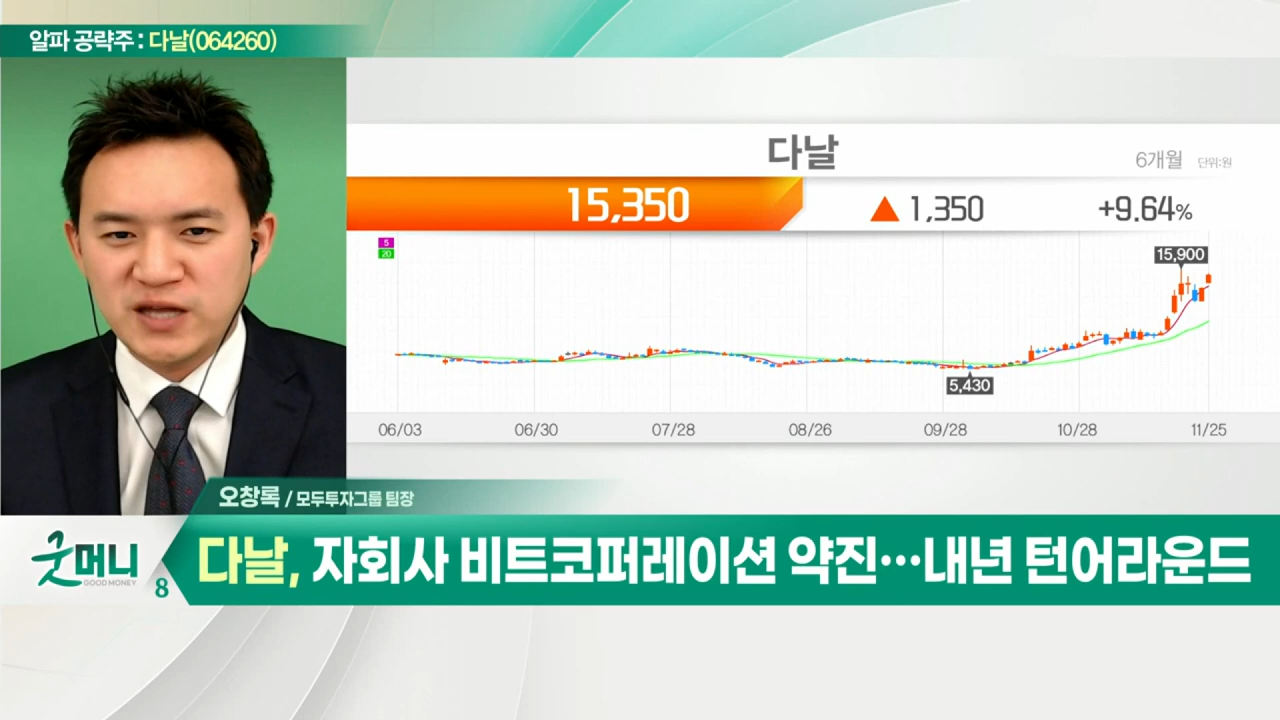 알파 공략주 : 다날(064260)
다날
6개월 단위:원
15,350 ▲ 1,350 +9.64%
5
20
15,900
5,430
06/03 06/30 07/28 08/26 09/28 10/28 11/25
오창록 / 모두투자그룹 팀장
굿머니
GOOD MONEY
8
다날, 자회사 비트코퍼레이션 약진…내년 턴어라운드